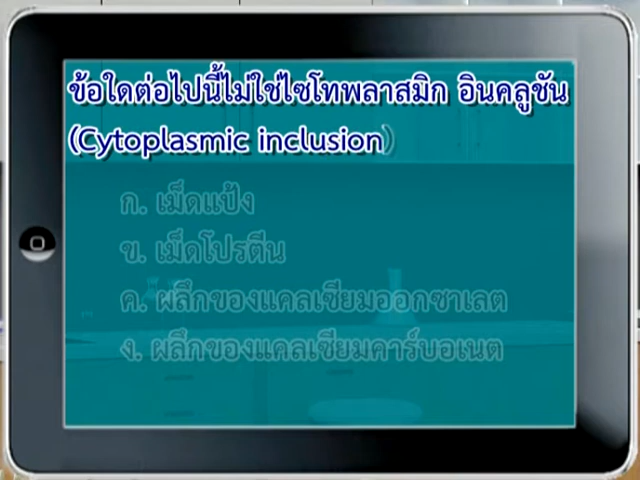 ข้อใดต่อไปนี้ไม่ใช่ไซโทพลาสมิก อินคลูชัน
(Cytoplasmic inclusion)
ก. เม็ดแป้ง
ข. เม็ดโปรตีน
ค. ผลึกของแคลเซียมออกซาเลต
ง. ผลึกของแคลเซียมคาร์บอเนต